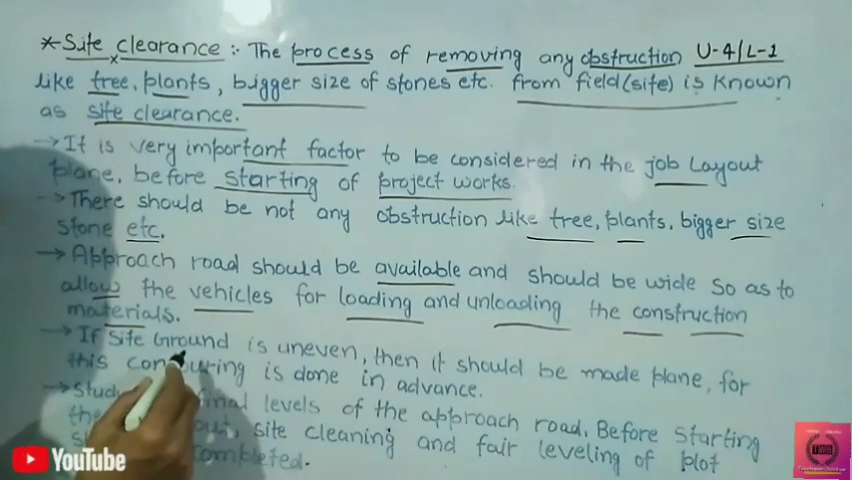 *Site clearance :- The process of removing any obstruction U-4/L-1
like tree, plants, bigger size of stones etc. from field(site) is known
as site clearance.
→ It is very important factor to be considered in the job Layout
plane, before starting of project works.
→ There should be not any obstruction like tree, plants, bigger size
stone etc.
→ Approach road should be available and should be wide so as to
allow the vehicles for loading and unloading the construction
materials.
→ If Site Ground is uneven, then it should be made plane, for
this is done in advance.
→ final levels of the approach road, Before starting
the site cleaning and fair leveling of plot
completed.
YouTube
TMB